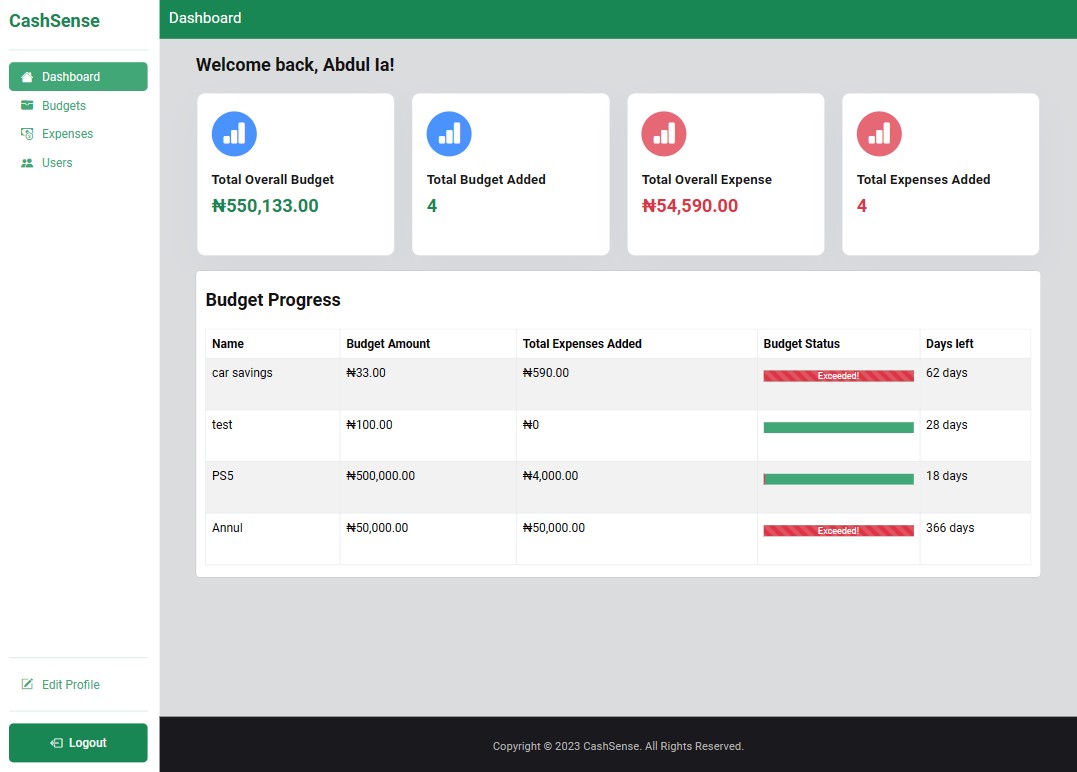 CashSense
Dashboard
Dashboard
Budgets
Expenses
Users
Edit Profile
Logout
Welcome back, Abdul Ia!
Total Overall Budget
₦550,133.00
Total Budget Added
4
Total Overall Expense
₦54,590.00
Total Expenses Added
4
Budget Progress
Name Budget Amount Total Expenses Added Budget Status Days left
car savings ₦33.00 ₦590.00 Exceeded! 62 days
test ₦100.00 ₦0 28 days
PS5 ₦500,000.00 ₦4,000.00 18 days
Annul ₦50,000.00 ₦50,000.00 Exceeded! 366 days
Copyright © 2023 CashSense. All Rights Reserved.